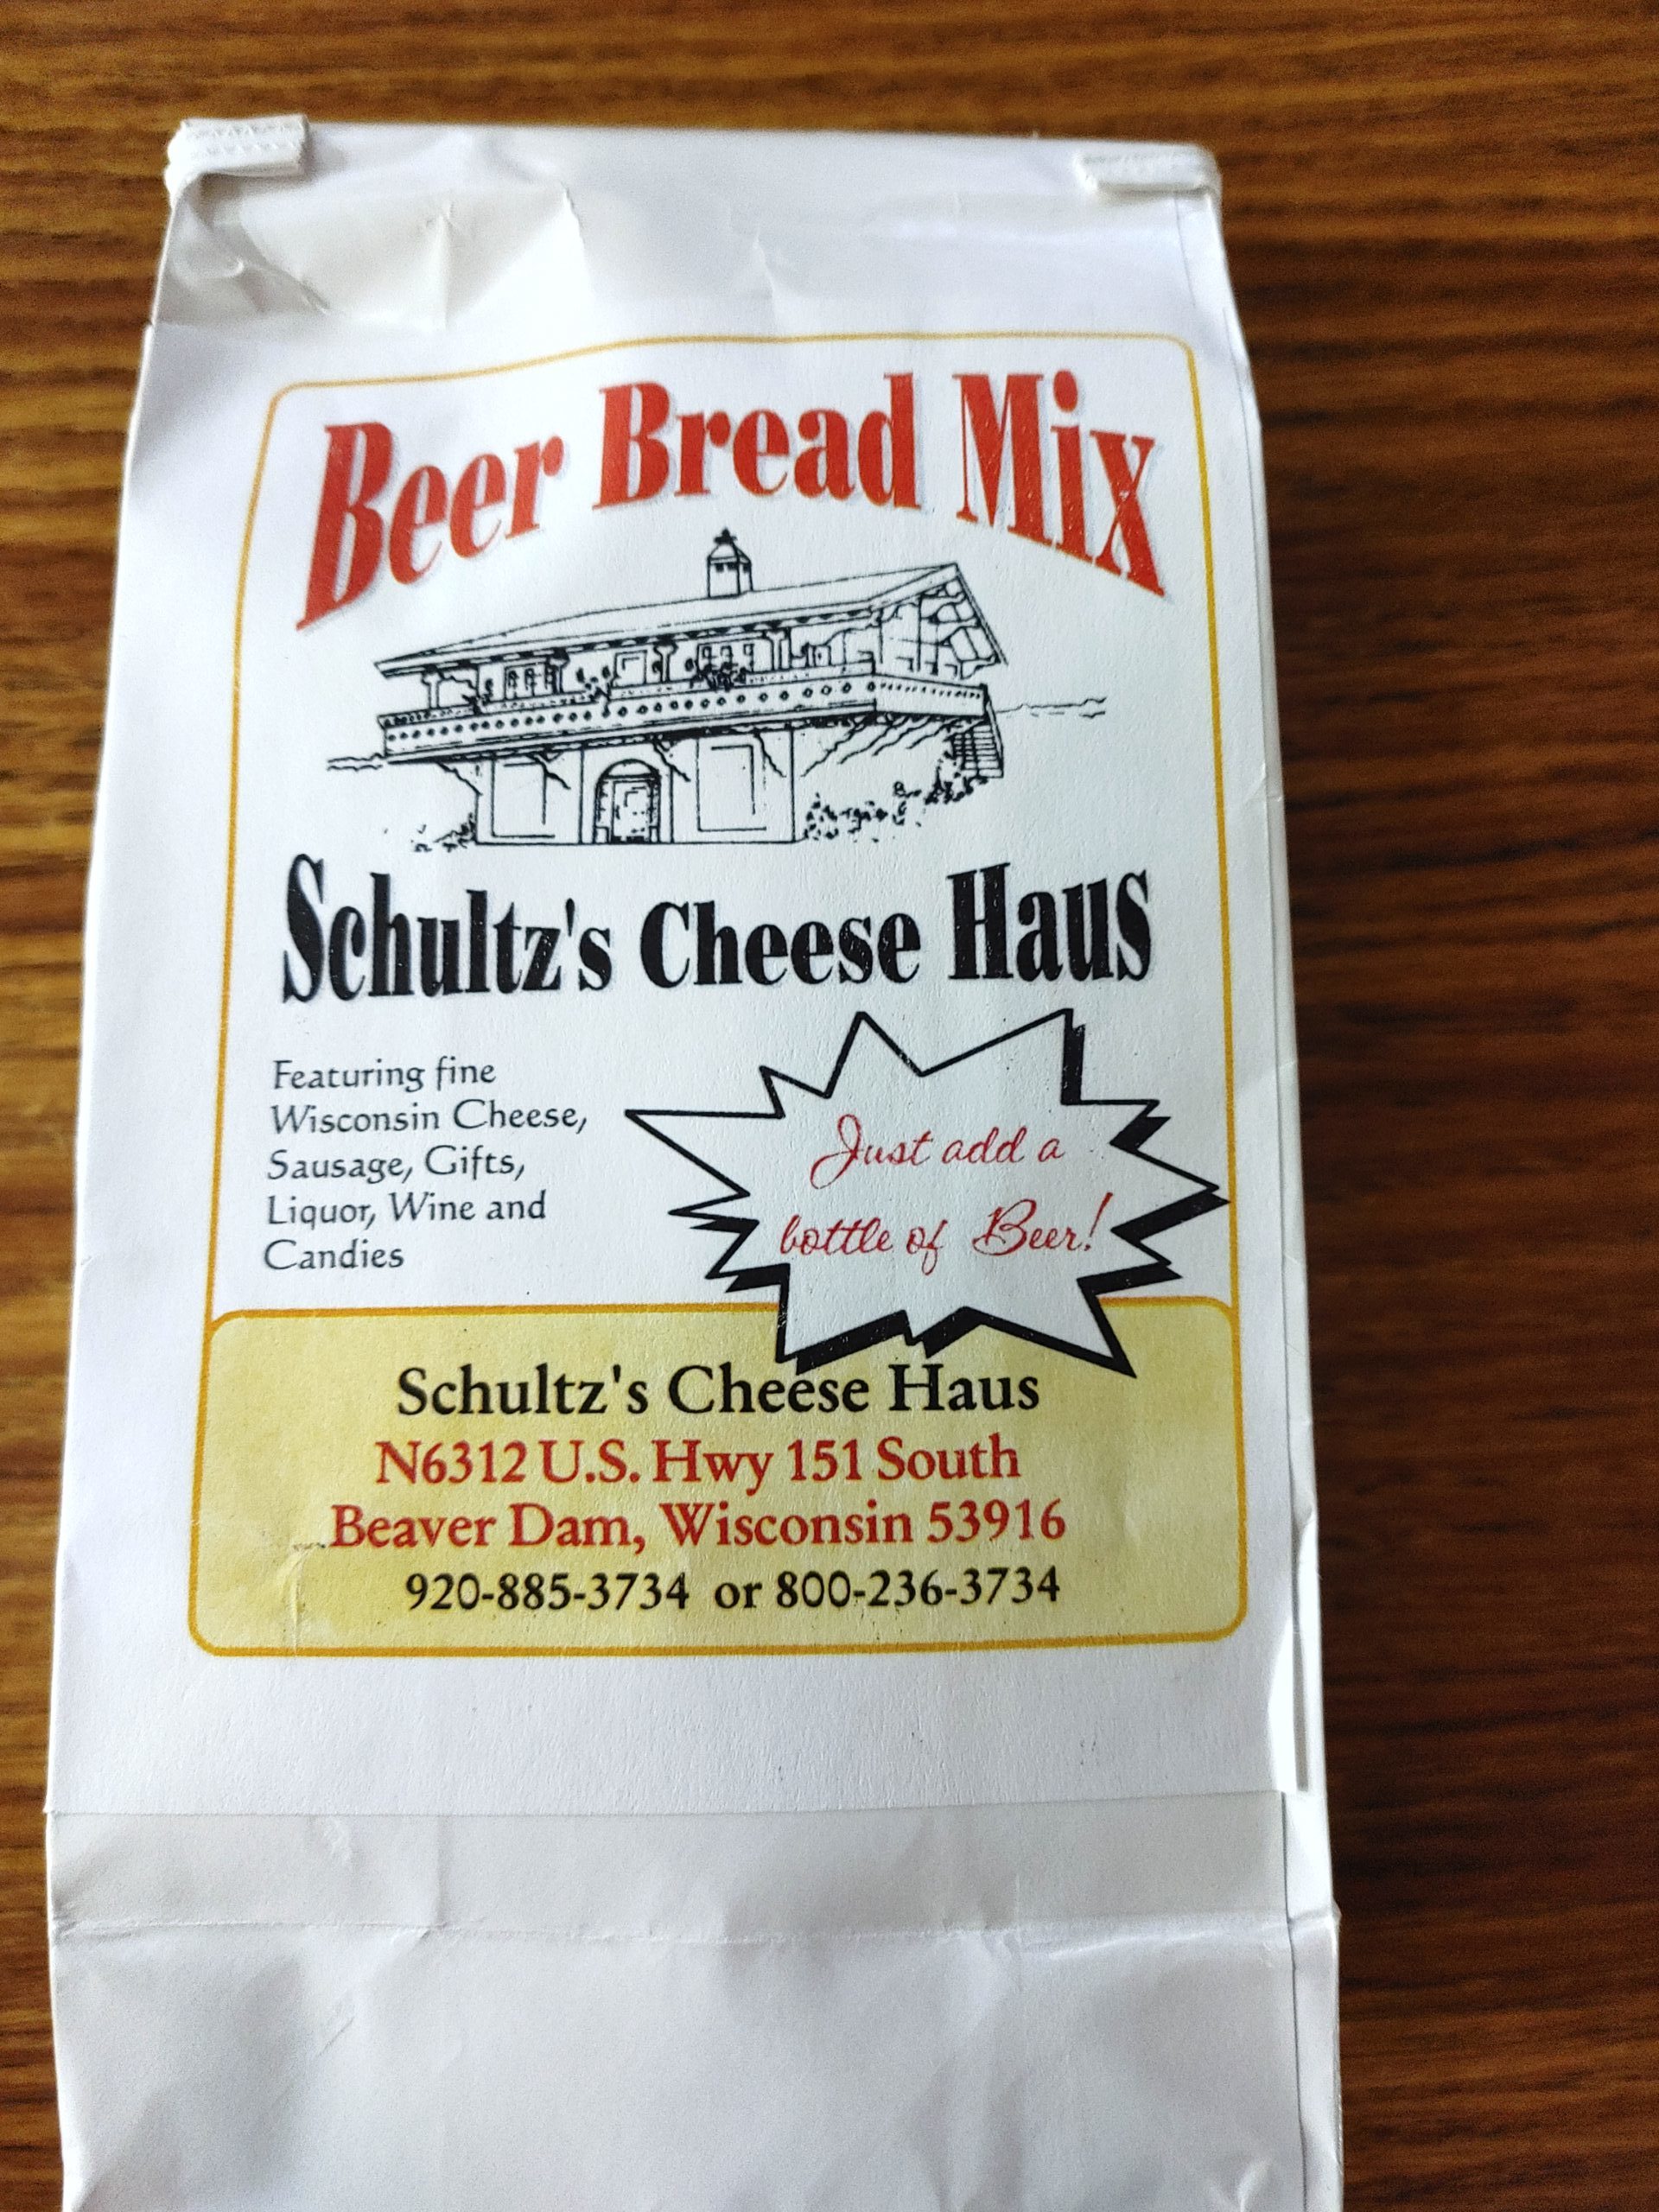 Beer Bread Mix
Schultz's Cheese Haus
Featuring fine
Wisconsin Cheese,
Sausage, Gifts,
Liquor, Wine and
Candies
Just add a
bottle of Beer!
Schultz's Cheese Haus
N6312 U.S. Hwy 151 South
Beaver Dam, Wisconsin 53916
920-885-3734 or 800-236-3734